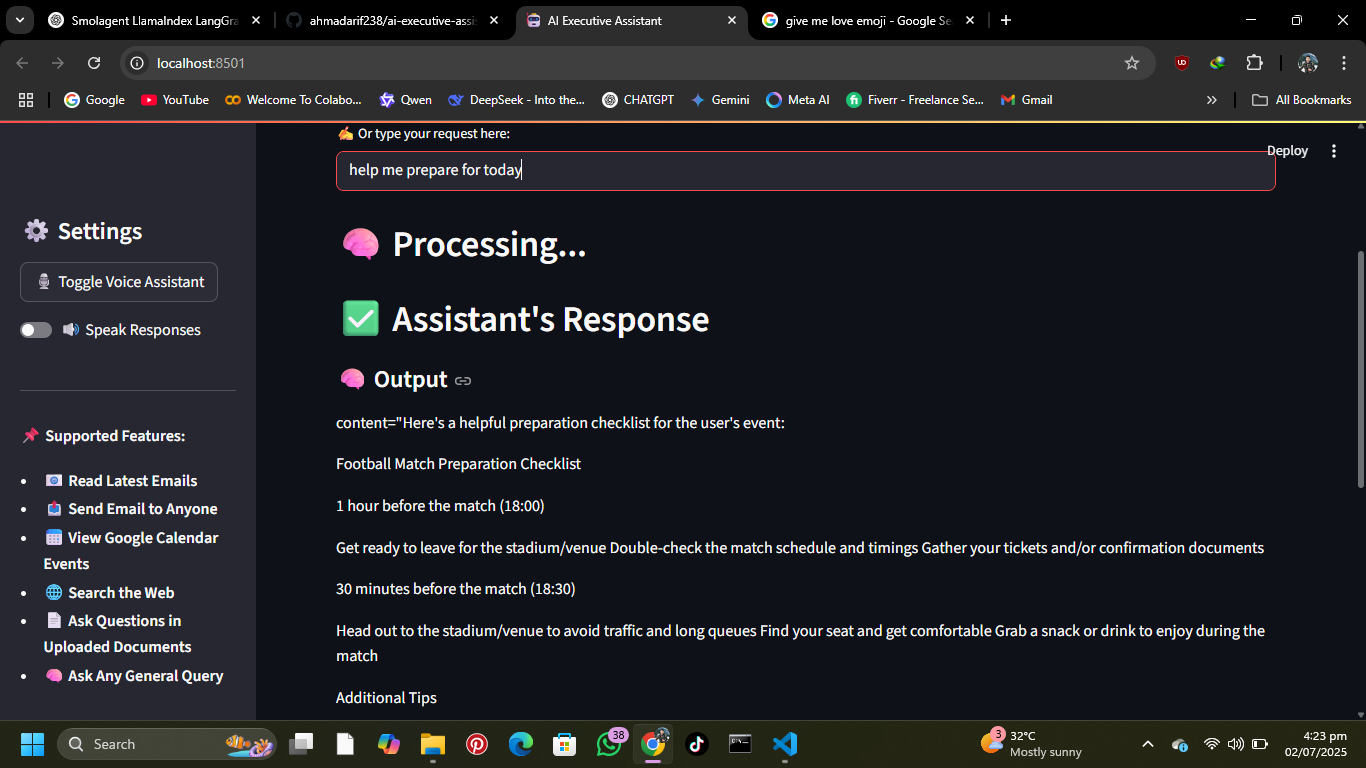 Smolagent LlamaIndex LangGra
ahmadarif238/ai-executive-assis
AI Executive Assistant
give me love emoji - Google Se
localhost:8501
Google
YouTube
Welcome To Colabo...
Qwen
DeepSeek - Into the...
CHATGPT
Gemini
Meta AI
Fiverr - Freelance Se...
Gmail
All Bookmarks
Settings
Toggle Voice Assistant
Speak Responses
Supported Features:
Read Latest Emails
Send Email to Anyone
View Google Calendar
Events
Search the Web
Ask Questions in
Uploaded Documents
Ask Any General Query
Deploy
Or type your request here:
help me prepare for today
Processing...
Assistant's Response
Output
content="Here's a helpful preparation checklist for the user's event:
Football Match Preparation Checklist
1 hour before the match (18:00)
Get ready to leave for the stadium/venue Double-check the match schedule and timings Gather your tickets and/or confirmation documents
30 minutes before the match (18:30)
Head out to the stadium/venue to avoid traffic and long queues Find your seat and get comfortable Grab a snack or drink to enjoy during the
match
Additional Tips
Search
38
3
32°C
Mostly sunny
4:23 pm
02/07/2025